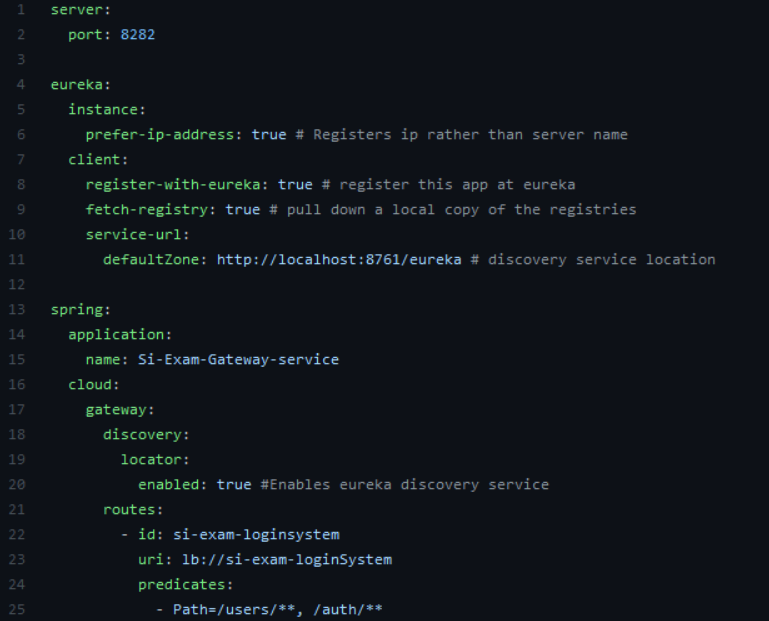 1 server:
2   port: 8282
3
4 eureka:
5   instance:
6     prefer-ip-address: true # Registers ip rather than server name
7   client:
8     register-with-eureka: true # register this app at eureka
9     fetch-registry: true # pull down a local copy of the registries
10     service-url:
11       defaultZone: http://localhost:8761/eureka # discovery service location
12
13 spring:
14   application:
15     name: Si-Exam-Gateway-service
16   cloud:
17     gateway:
18       discovery:
19         locator:
20           enabled: true #Enables eureka discovery service
21       routes:
22         - id: si-exam-loginsystem
23           uri: lb://si-exam-loginSystem
24           predicates:
25             - Path=/users/**, /auth/**